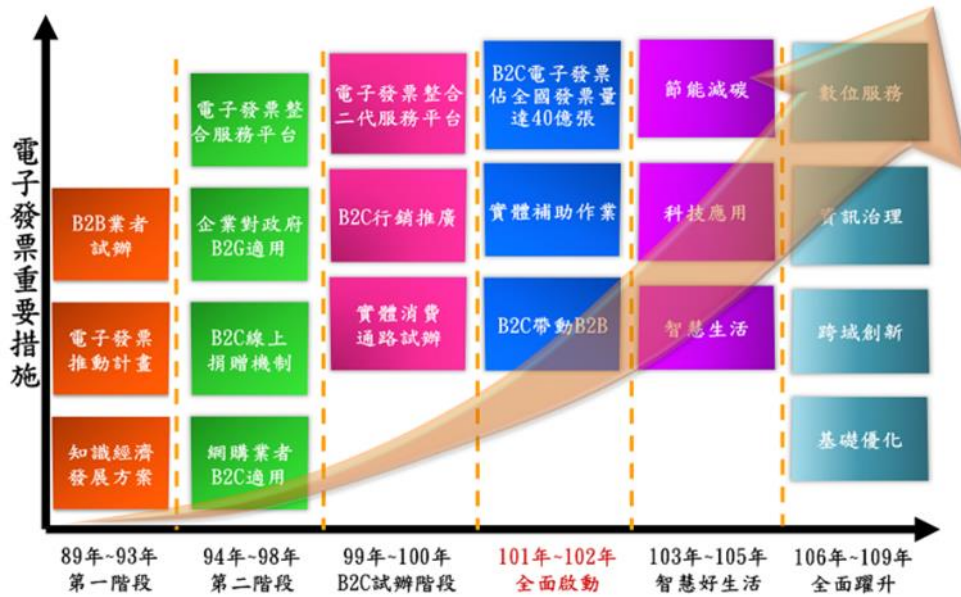 電子發票重要措施
B2B業者
試辦
電子發票
推動計畫
知識經濟
發展方案
電子發票整
合服務平台
企業對政府
B2G適用
B2C線上
捐贈機制
網購業者
B2C適用
電子發票整合
二代服務平台
B2C行銷推廣
實體消費
通路試辦
B2C電子發票
佔全國發票量
達40億張
實體補助作業
B2C帶動B2B
節能減碳
科技應用
智慧生活
數位服務
資訊治理
跨域創新
基礎優化
89年~93年
第一階段
94年~98年
第二階段
99年~100年
B2C試辦階段
101年~102年
全面啟動
103年~105年
智慧好生活
106年~109年
全面躍升